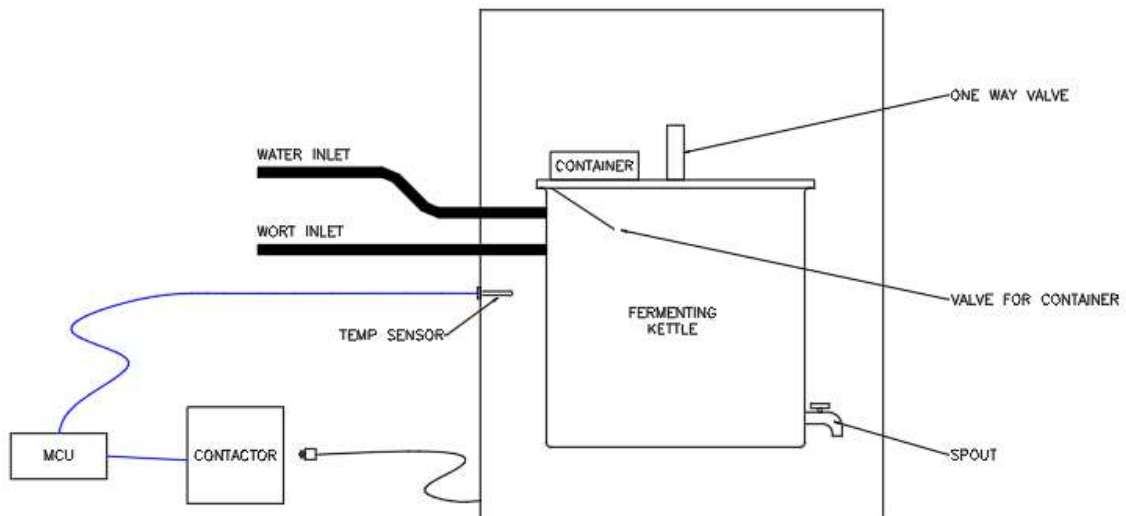 ONE WAY VALVE
CONTAINER
WATER INLET
WORT INLET
VALVE FOR CONTAINER
FERMENTING
KETTLE
TEMP SENSOR
MCU
CONTACTOR
SPOUT